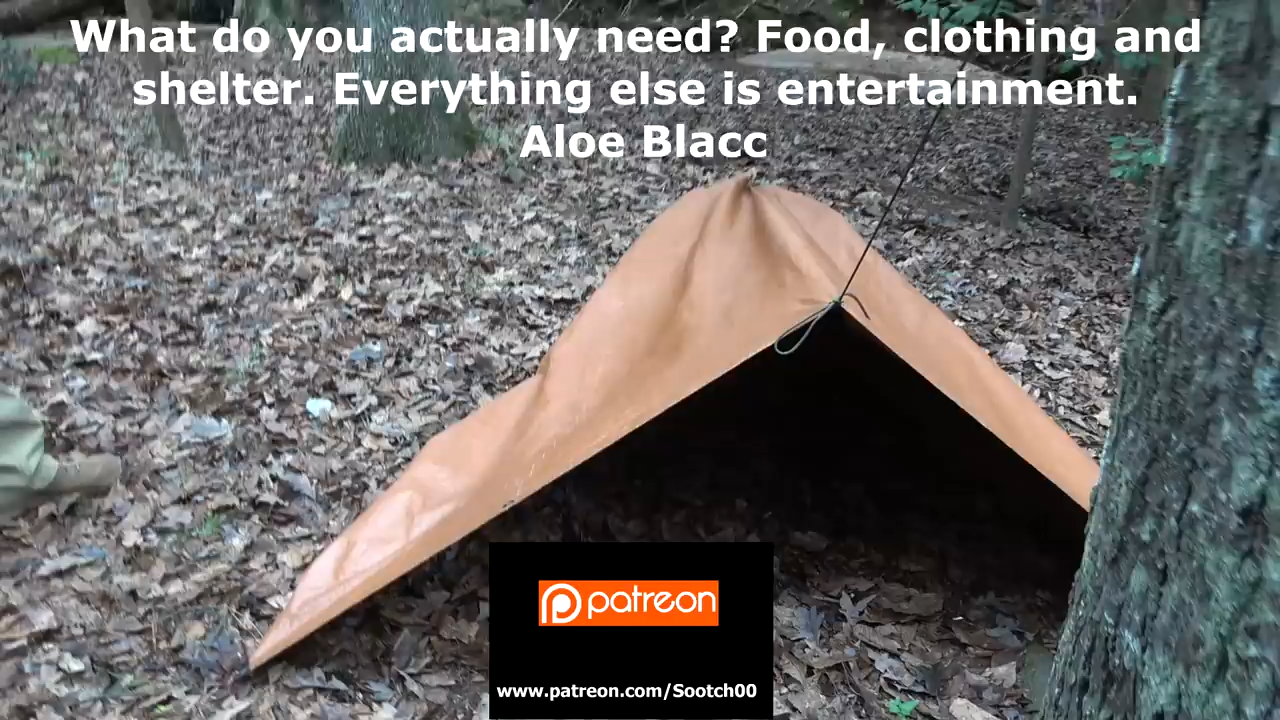 What do you actually need? Food, clothing and
shelter. Everything else is entertainment.
Aloe Blacc
patreon
www.patreon.com/Sootch00